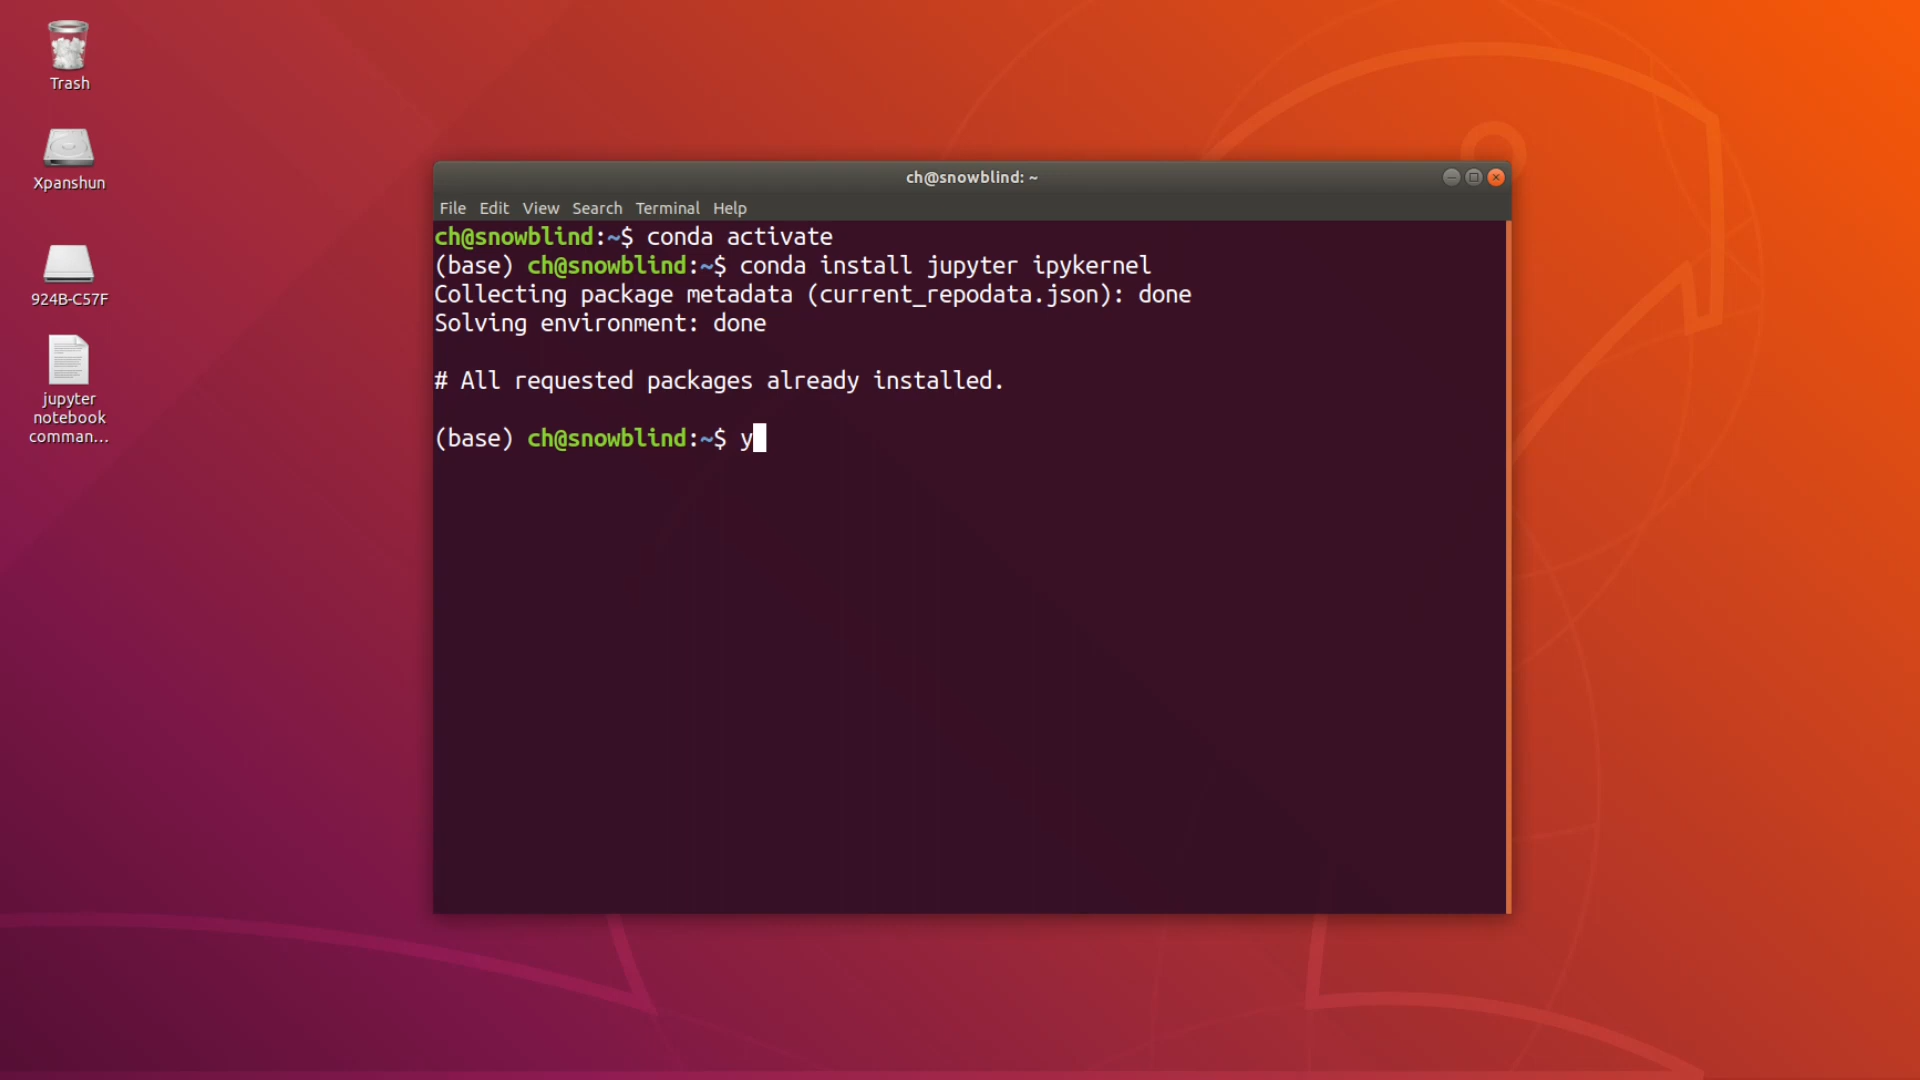 Trash
Xpanshun
924B-C57F
jupyter
notebook
comman...
ch@snowblind: ~
File Edit View Search Terminal Help
ch@snowblind:~$ conda activate
(base) ch@snowblind:~$ conda install jupyter ipykernel
Collecting package metadata (current_repodata.json): done
Solving environment: done
# All requested packages already installed.
(base) ch@snowblind:~$ y